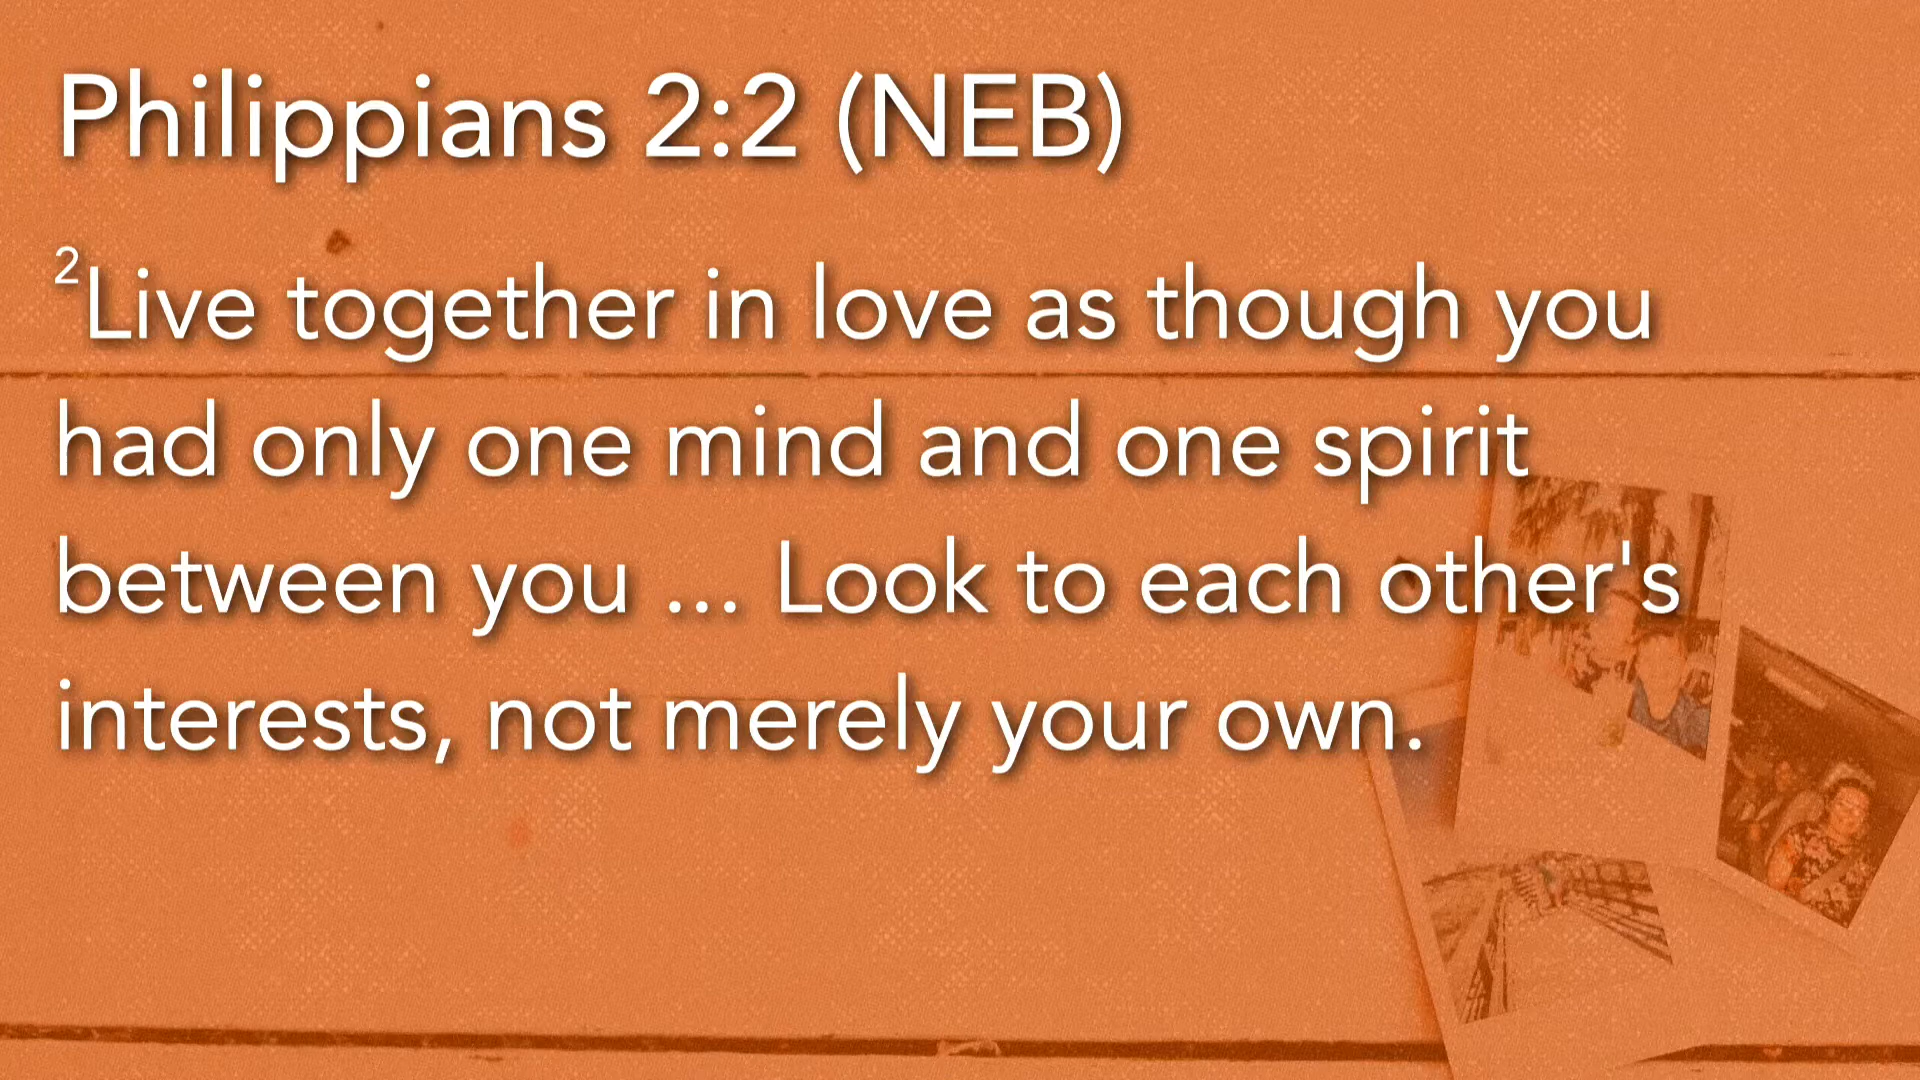 Philippians 2:2 (NEB)
²Live together in love as though you
had only one mind and one spirit
between you ... Look to each other's
interests, not merely your own.